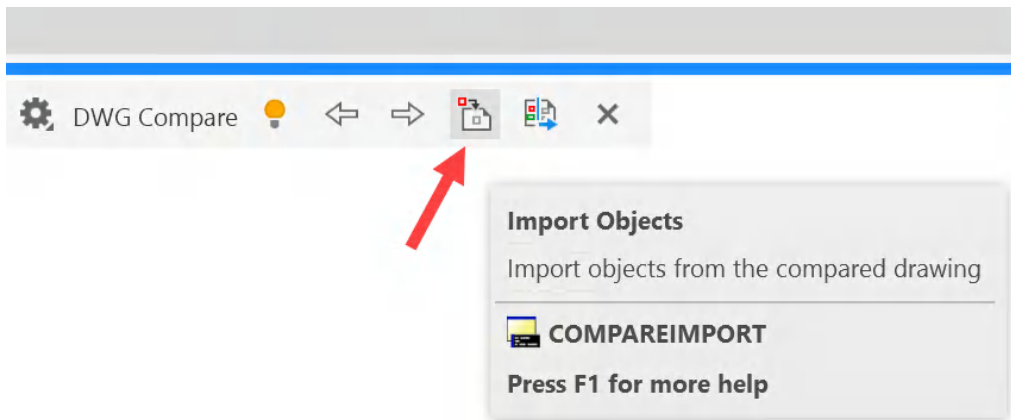 DWG Compare
Import Objects
Import objects from the compared drawing
COMPAREIMPORT
Press F1 for more help